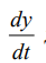 dy/dt ,